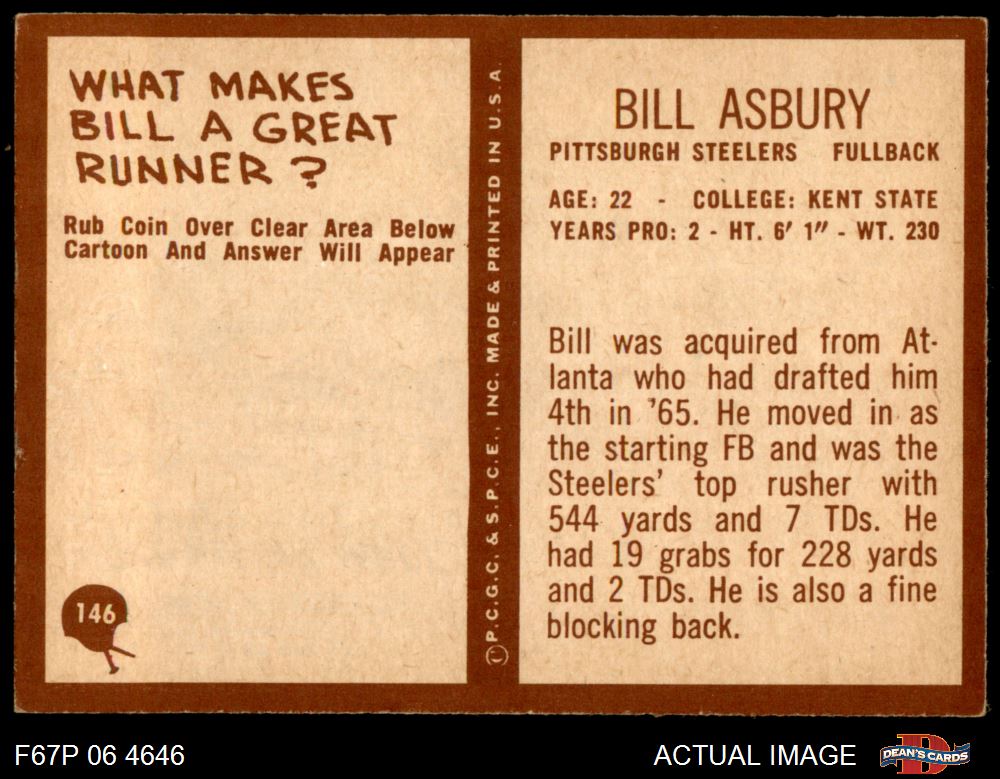 WHAT MAKES
BILL A GREAT
RUNNER ?
Rub Coin Over Clear Area Below
Cartoon And Answer Will Appear
146
Ⓛ P.C.G.C. & S.P.C.E., INC. MADE & PRINTED IN U.S.A.
BILL ASBURY
PITTSBURGH STEELERS FULLBACK
AGE: 22 - COLLEGE: KENT STATE
YEARS PRO: 2 - HT. 6' 1" - WT. 230
Bill was acquired from At-
lanta who had drafted him
4th in '65. He moved in as
the starting FB and was the
Steelers' top rusher with
544 yards and 7 TDs. He
had 19 grabs for 228 yards
and 2 TDs. He is also a fine
blocking back.
F67P 06 4646
ACTUAL IMAGE
D
DEAN'S CARDS